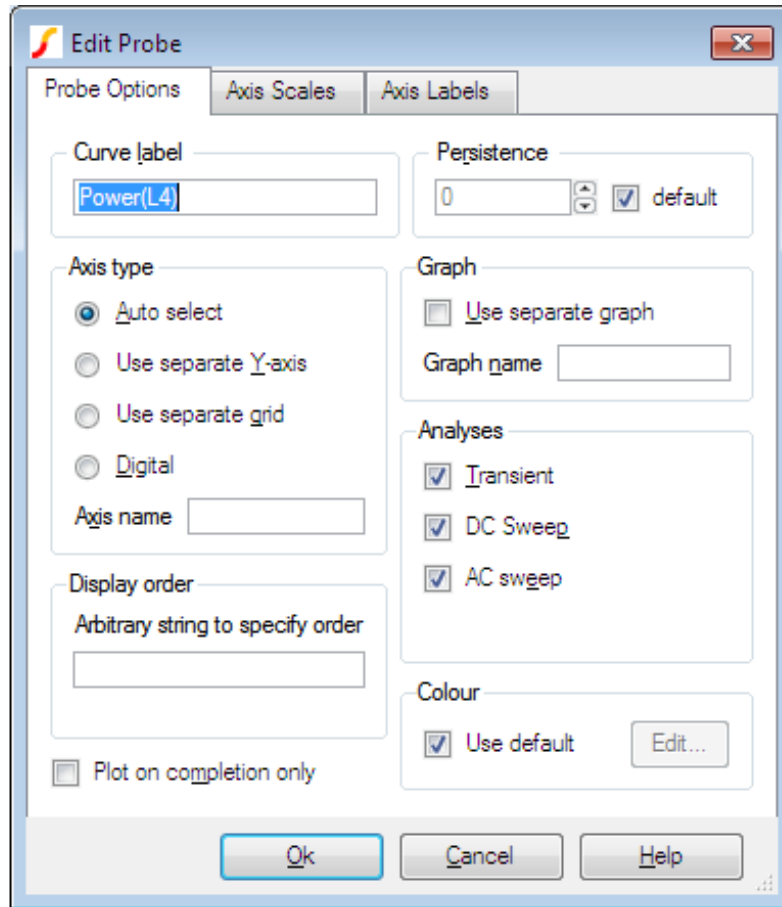 Edit Probe
Probe Options Axis Scales Axis Labels
Curve label
Power(L4)
Persistence
0 default
Axis type
Auto select
Use separate Y-axis
Use separate grid
Digital
Axis name
Graph
Use separate graph
Graph name
Analyses
Transient
DC Sweep
AC sweep
Display order
Arbitrary string to specify order
Colour
Use default Edit...
Plot on completion only
Ok Cancel Help